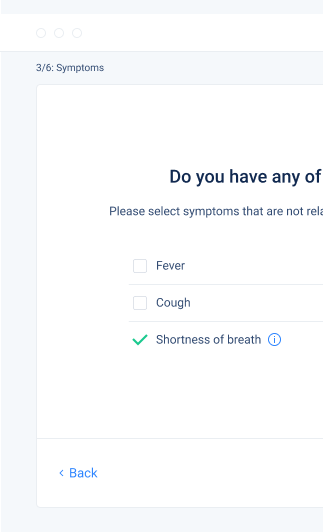 3/6: Symptoms
Do you have any of
Please select symptoms that are not
Fever
Cough
Shortness of breath
Back